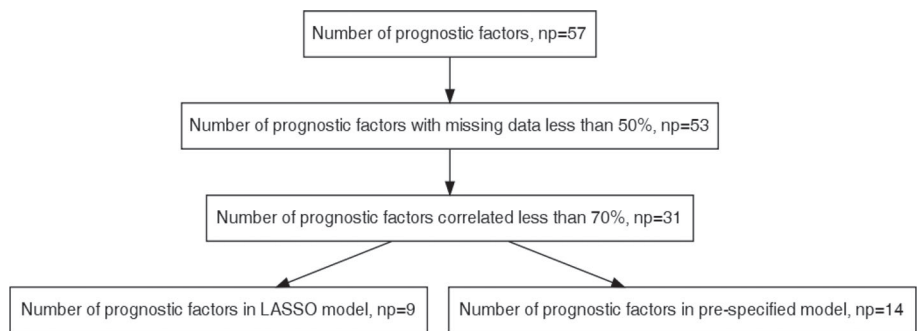 Number of prognostic factors, np=57
Number of prognostic factors with missing data less than 50%, np=53
Number of prognostic factors correlated less than 70%, np=31
Number of prognostic factors in LASSO model, np=9
Number of prognostic factors in pre-specified model, np=14